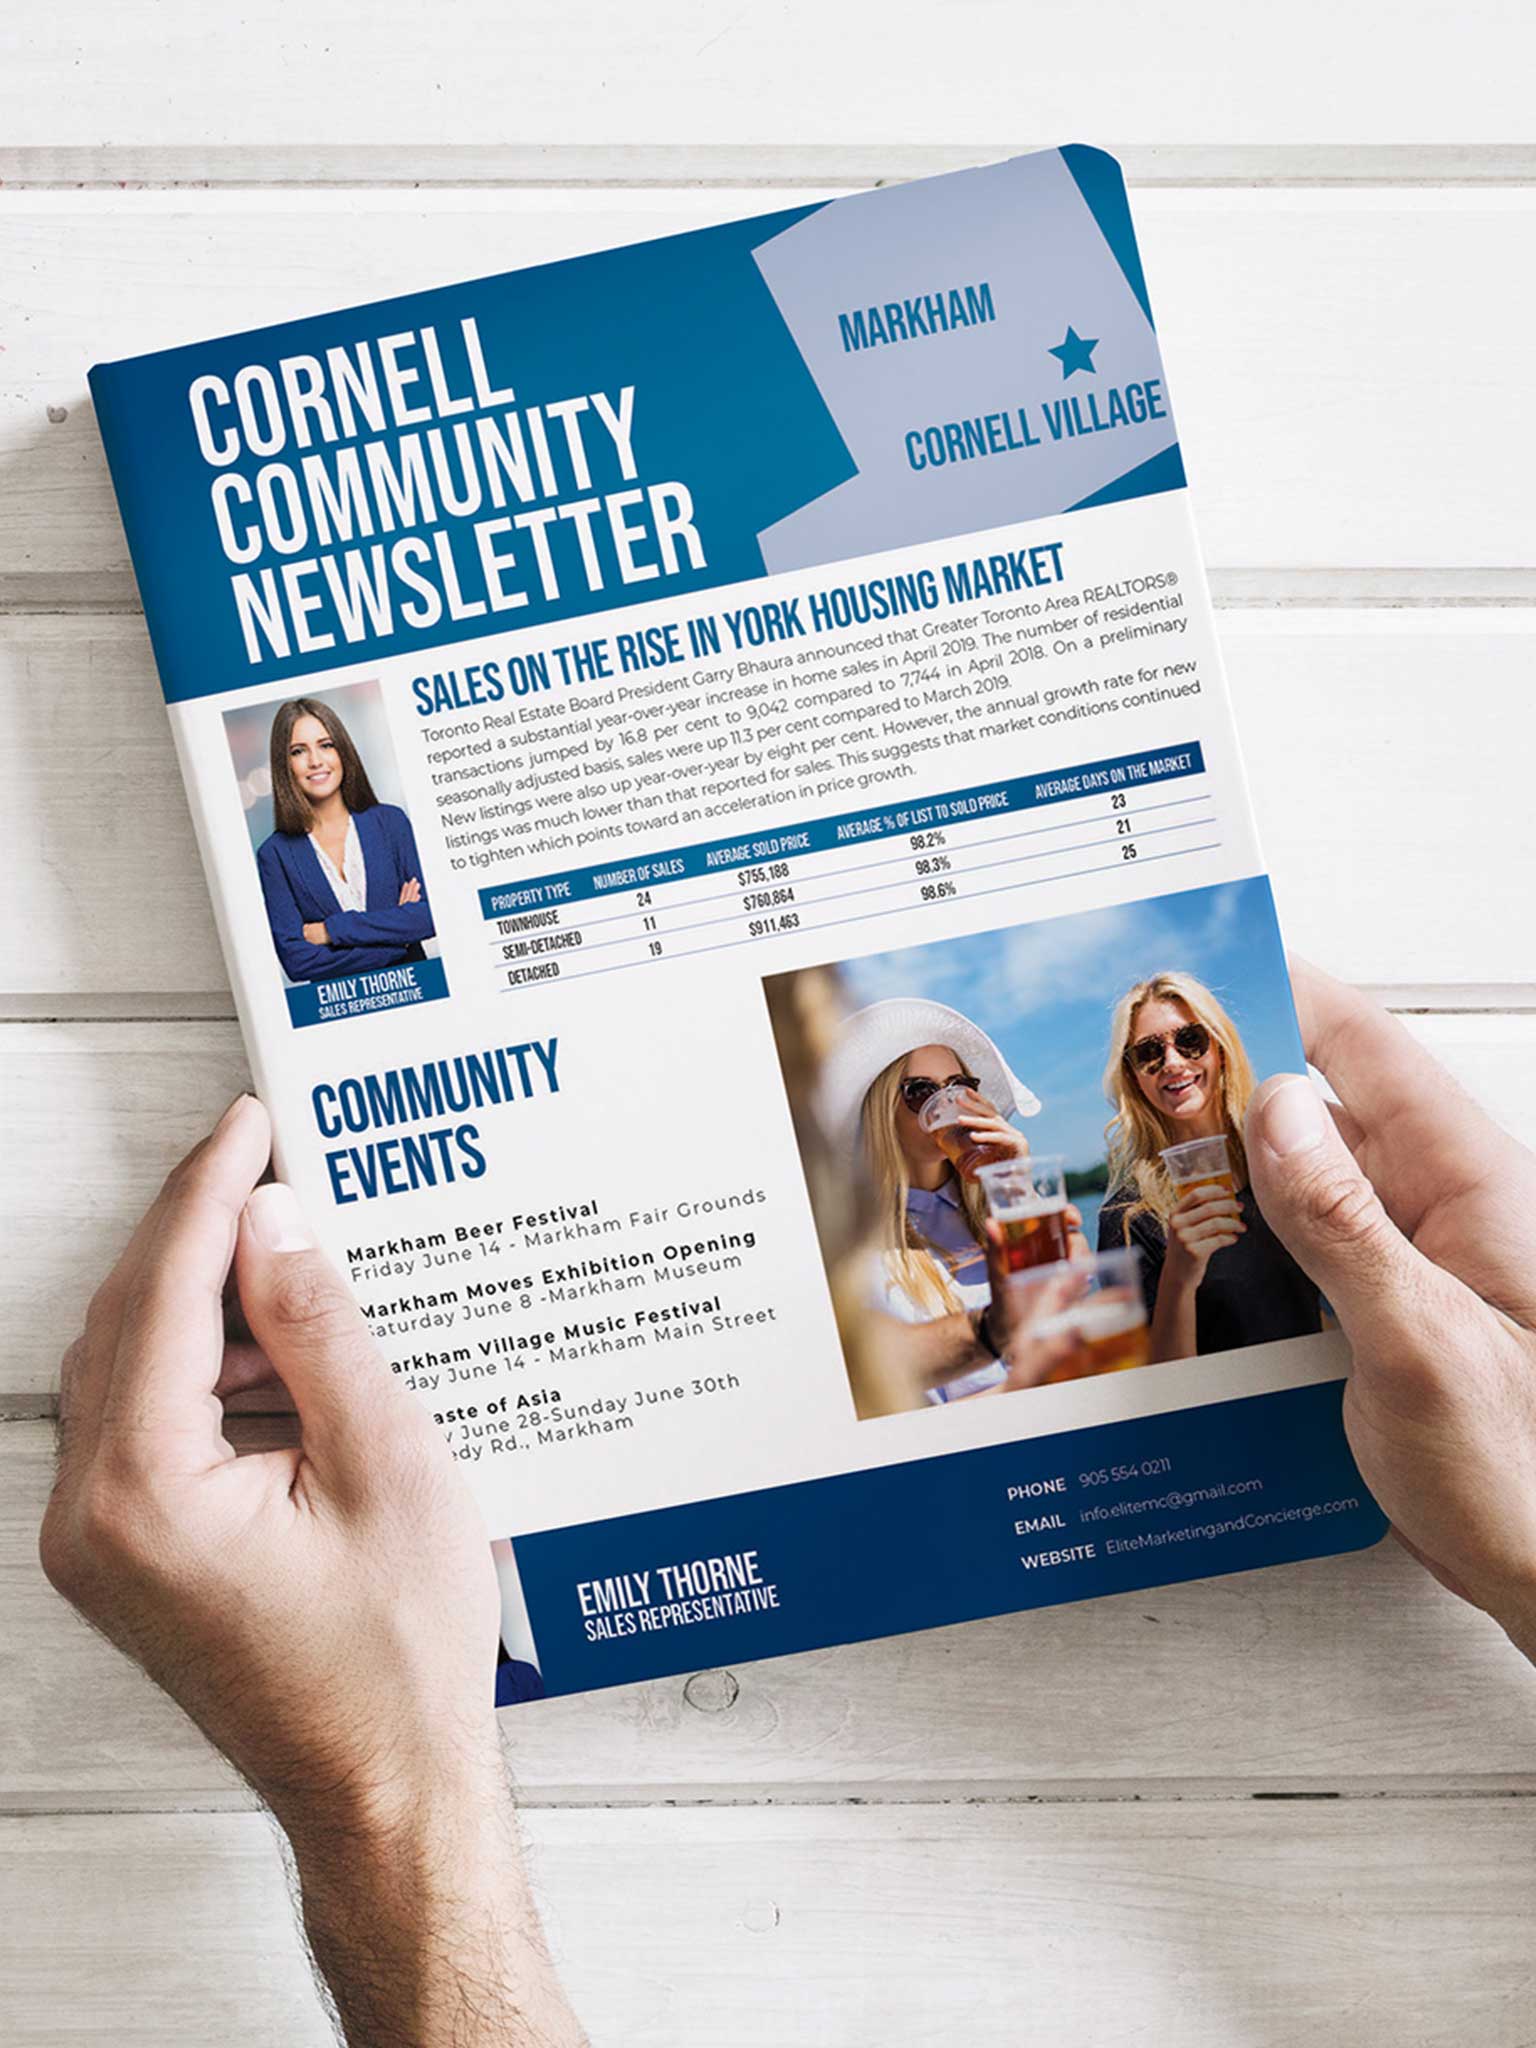 CORNELL
COMMUNITY
NEWSLETTER
MARKHAM
CORNELL VILLAGE
SALES ON THE RISE IN YORK HOUSING MARKET
Toronto Real Estate Board President Garry Bhaura announced that Greater Toronto Area REALTORS®
reported a substantial year-over-year increase in home sales in April 2019. The number of residential
transactions jumped by 16.8 per cent to 9,042 compared to 7,744 in April 2018. On a preliminary
seasonally adjusted basis, sales were up 11.3 per cent compared to March 2019.
New listings were also up year-over-year by eight per cent. However, the annual growth rate for new
listings was much lower than that reported for sales. This suggests that market conditions continued
to tighten which points toward an acceleration in price growth.
EMILY THORNE
SALES REPRESENTATIVE
PROPERTY TYPE NUMBER OF SALES AVERAGE SOLD PRICE AVERAGE % OF LIST TO SOLD PRICE AVERAGE DAYS ON THE MARKET
TOWNHOUSE 24 $755,188 98.2% 23
SEMI-DETACHED 11 $760,864 98.3% 21
DETACHED 19 $911,463 98.6% 25
COMMUNITY
EVENTS
Markham Beer Festival
Friday June 14 - Markham Fair Grounds
Markham Moves Exhibition Opening
Saturday June 8 -Markham Museum
arkham Village Music Festival
day June 14 - Markham Main Street
aste of Asia
y June 28-Sunday June 30th
edy Rd., Markham
EMILY THORNE
SALES REPRESENTATIVE
PHONE 905 554 0211
EMAIL info.elitemc@gmail.com
WEBSITE EliteMarketingandConcierge.com